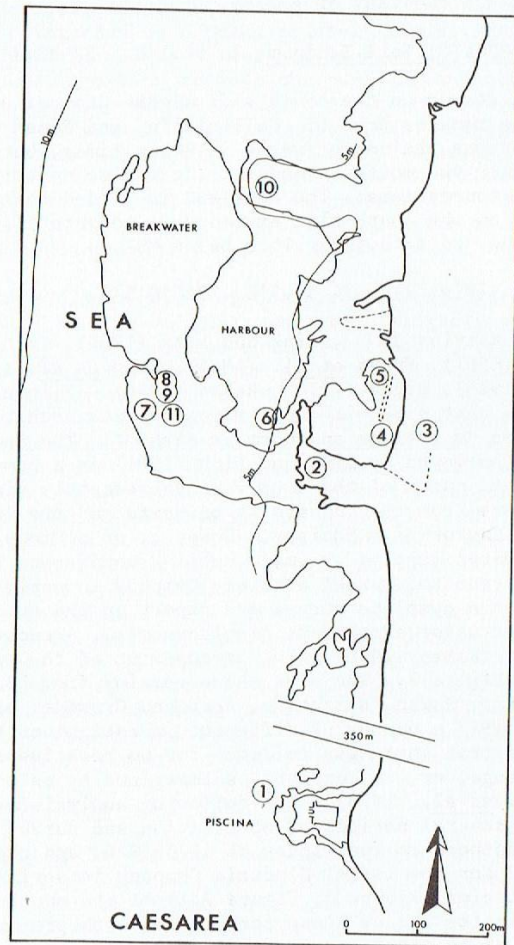 10m
5m
10
BREAKWATER
SEA
HARBOUR
5
8
9
7
11
6
4
3
2
5m
350m
1
PISCINA
CAESAREA
0
100
200m